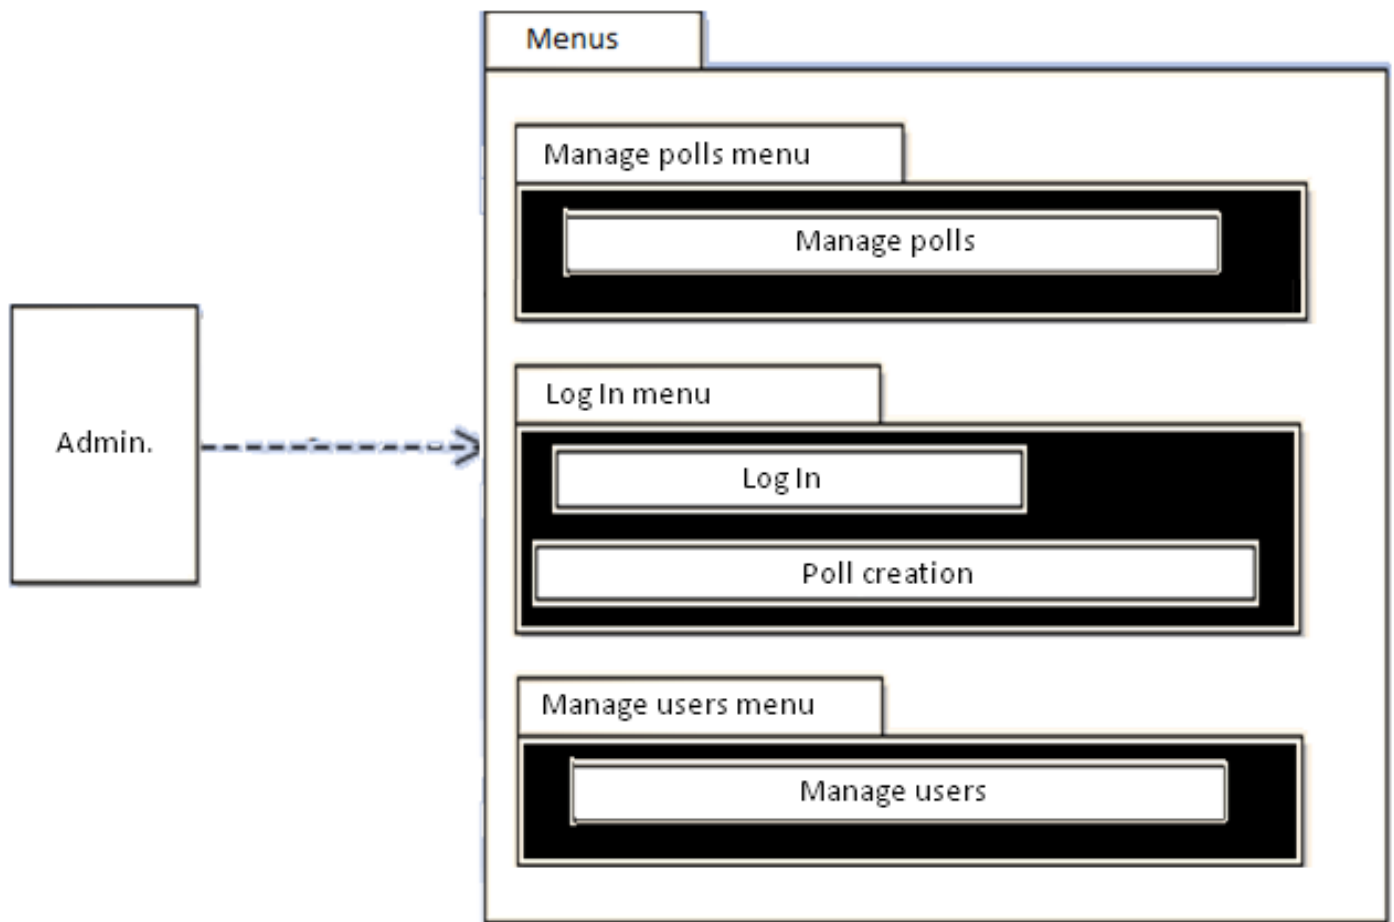 Menus
Manage polls menu
Manage polls
Admin.
Log In menu
Log In
Poll creation
Manage users menu
Manage users